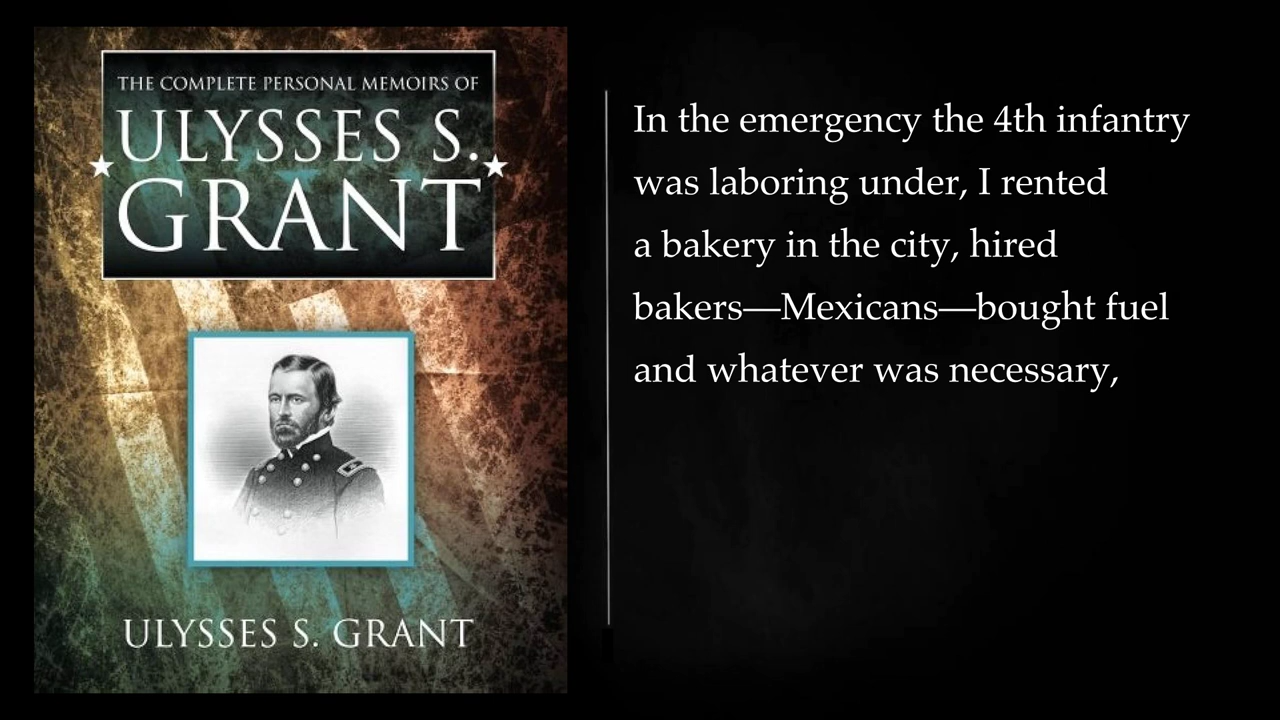 THE COMPLETE PERSONAL MEMOIRS OF
ULYSSES S.
GRANT
ULYSSES S. GRANT
In the emergency the 4th infantry
was laboring under, I rented
a bakery in the city, hired
bakers—Mexicans—bought fuel
and whatever was necessary,